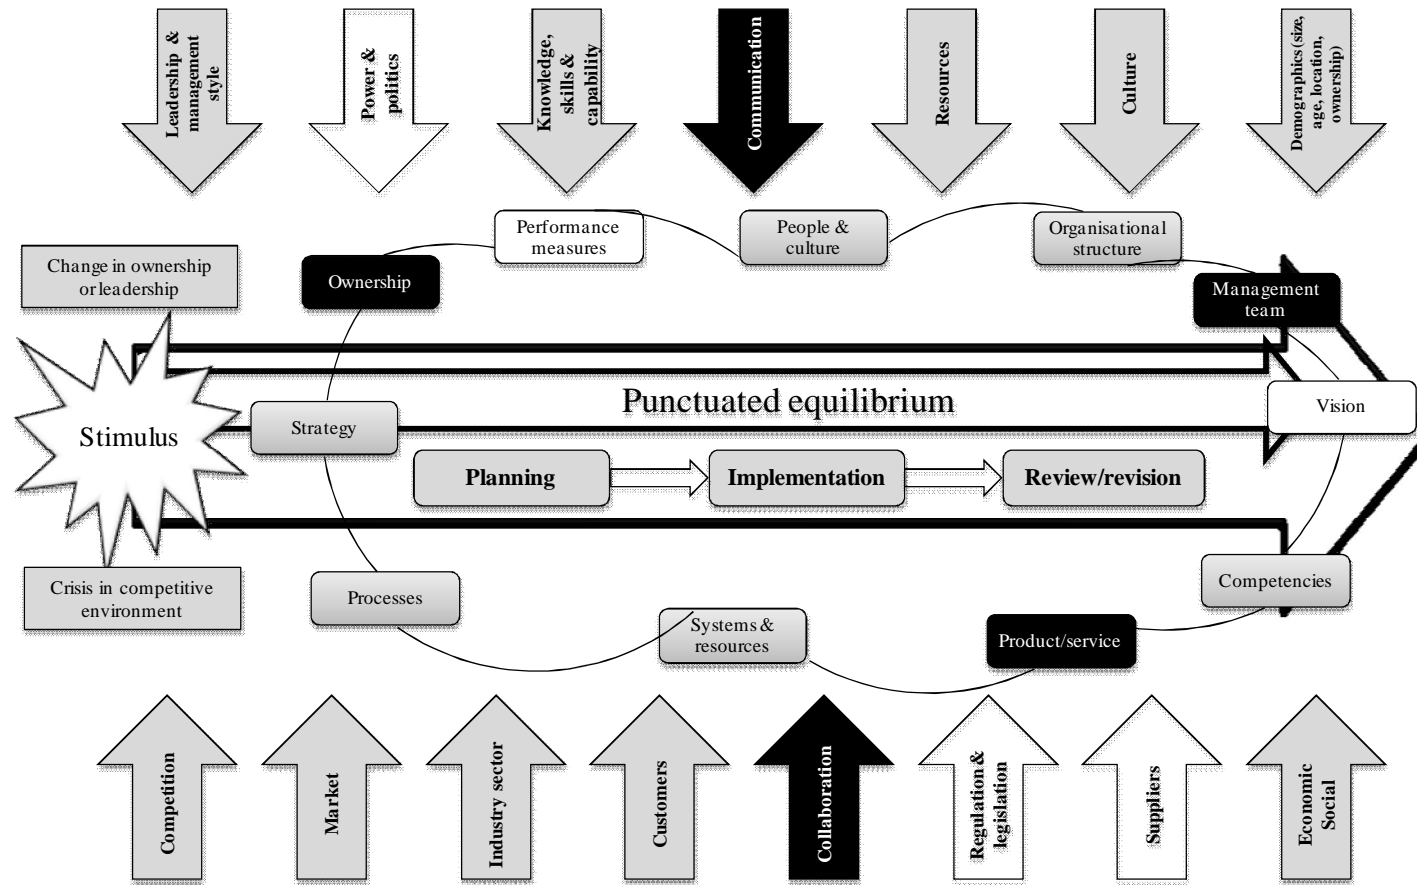 Leadership &
management
style
Power &
politics
Knowledge,
skills &
capability
Communication
Resources
Culture
Demographics (size,
age, location,
ownership)
Performance
measures
People &
culture
Organisational
structure
Change in ownership
or leadership
Ownership
Management
team
Punctuated equilibrium
Stimulus
Strategy
Vision
Planning
Implementation
Review/revision
Crisis in competitive
environment
Processes
Competencies
Systems &
resources
Product/service
Competition
Market
Industry sector
Customers
Collaboration
Regulation &
legislation
Suppliers
Economic
Social